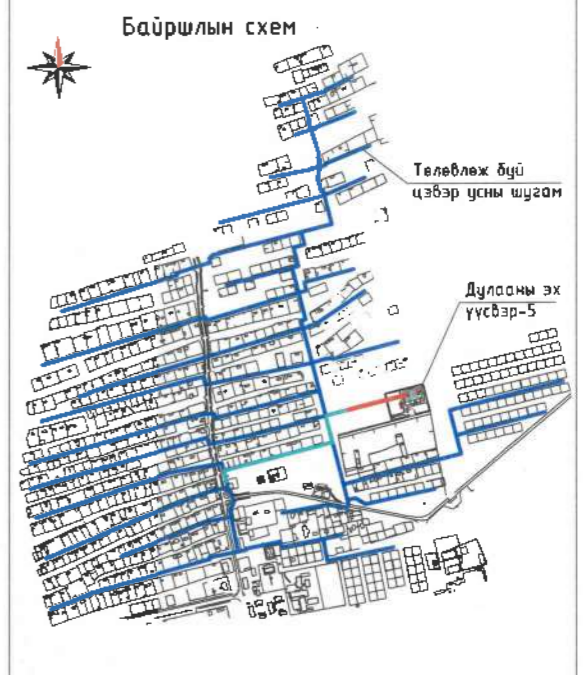 Байршлын схем
Төлөвлөж буй
цэвэр усны шугам
Дулааны эх
үүсвэр-5